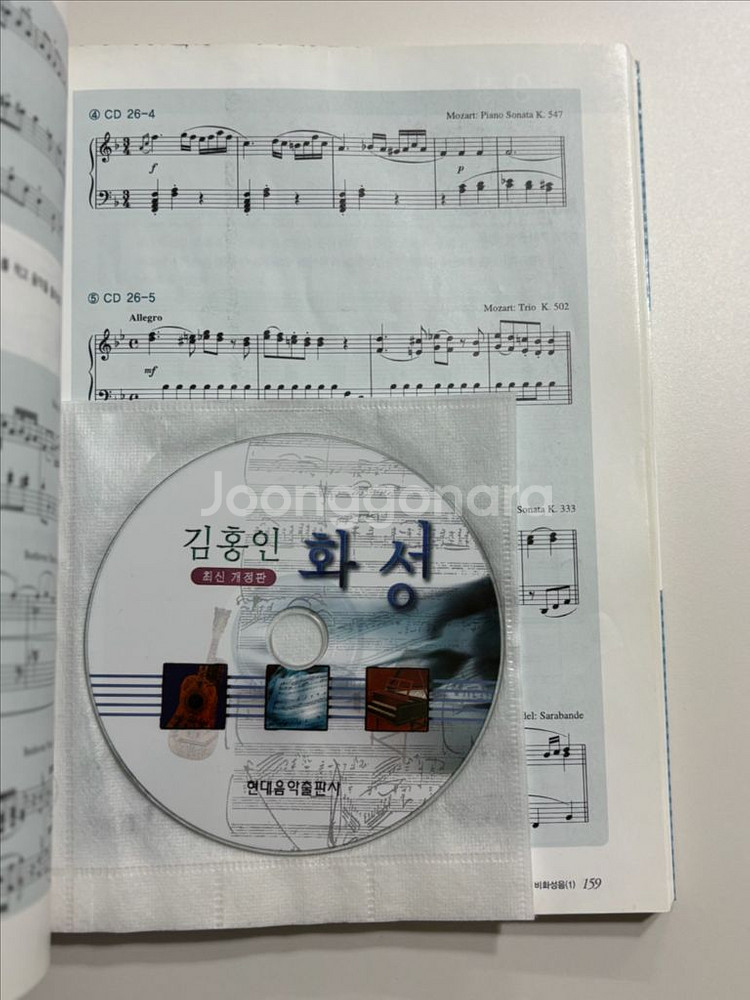 ④ CD 26-4
Mozart: Piano Sonata K. 547
f
p
⑤ CD 26-5
Mozart: Trio K. 502
Allegro
mf
Joonggonara
Sonata K. 333
김홍인 화성
최신 개정판
del: Sarabande
현대음악출판사
비화성음(1) 159